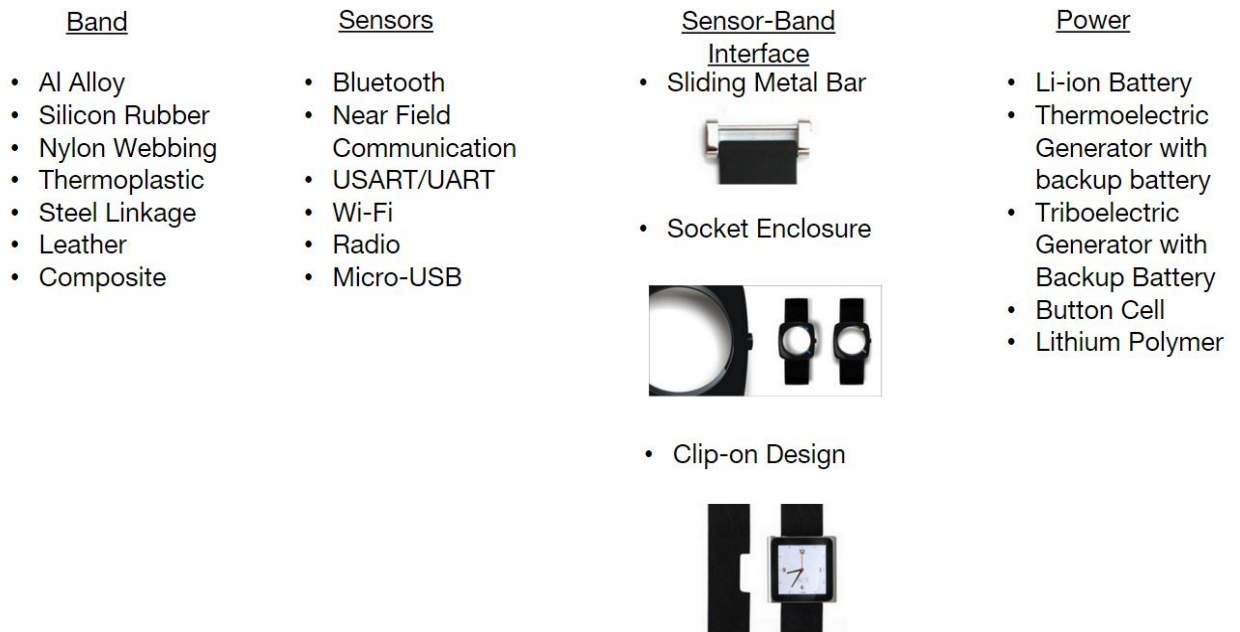 Band
• Al Alloy
• Silicon Rubber
• Nylon Webbing
• Thermoplastic
• Steel Linkage
• Leather
• Composite
Sensors
• Bluetooth
• Near Field
Communication
• USART/UART
• Wi-Fi
• Radio
• Micro-USB
Sensor-Band
Interface
• Sliding Metal Bar
• Socket Enclosure
• Clip-on Design
Power
• Li-ion Battery
• Thermoelectric
Generator with
backup battery
• Triboelectric
Generator with
Backup Battery
• Button Cell
• Lithium Polymer